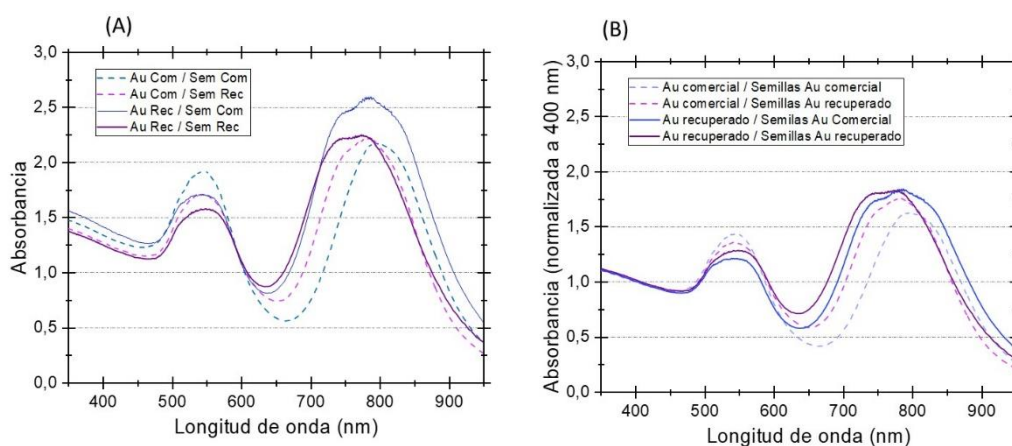 (A)
3,0
2,5
2,0
1,5
1,0
0,5
0,0
Absorbancia
Au Com / Sem Com
Au Com / Sem Rec
Au Rec / Sem Com
Au Rec / Sem Rec
400 500 600 700 800 900
Longitud de onda (nm)
(B)
3,0
2,5
2,0
1,5
1,0
0,5
0,0
Absorbancia (normalizada a 400 nm)
Au comercial / Semillas Au comercial
Au comercial / Semillas Au recuperado
Au recuperado / Semilas Au Comercial
Au recuperado / Semillas Au recuperado
400 500 600 700 800 900
Longitud de onda (nm)